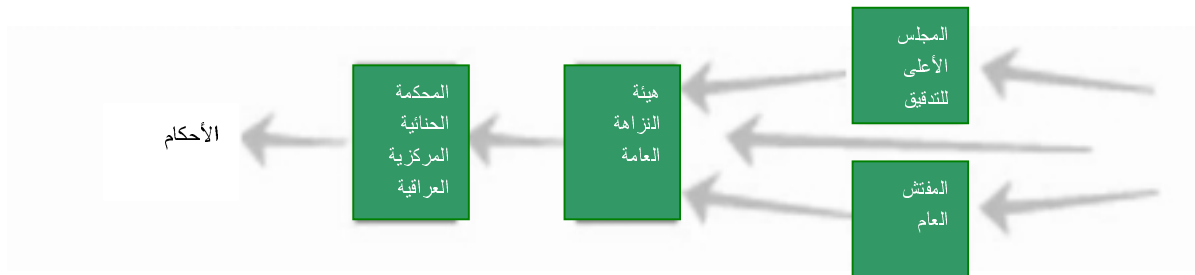 المجلس
الأعلى
للتدقيق
المفتش
العام
هيئة
النزاهة
العامة
المحكمة
الحنائية
المركزية
العراقية
الأحكام